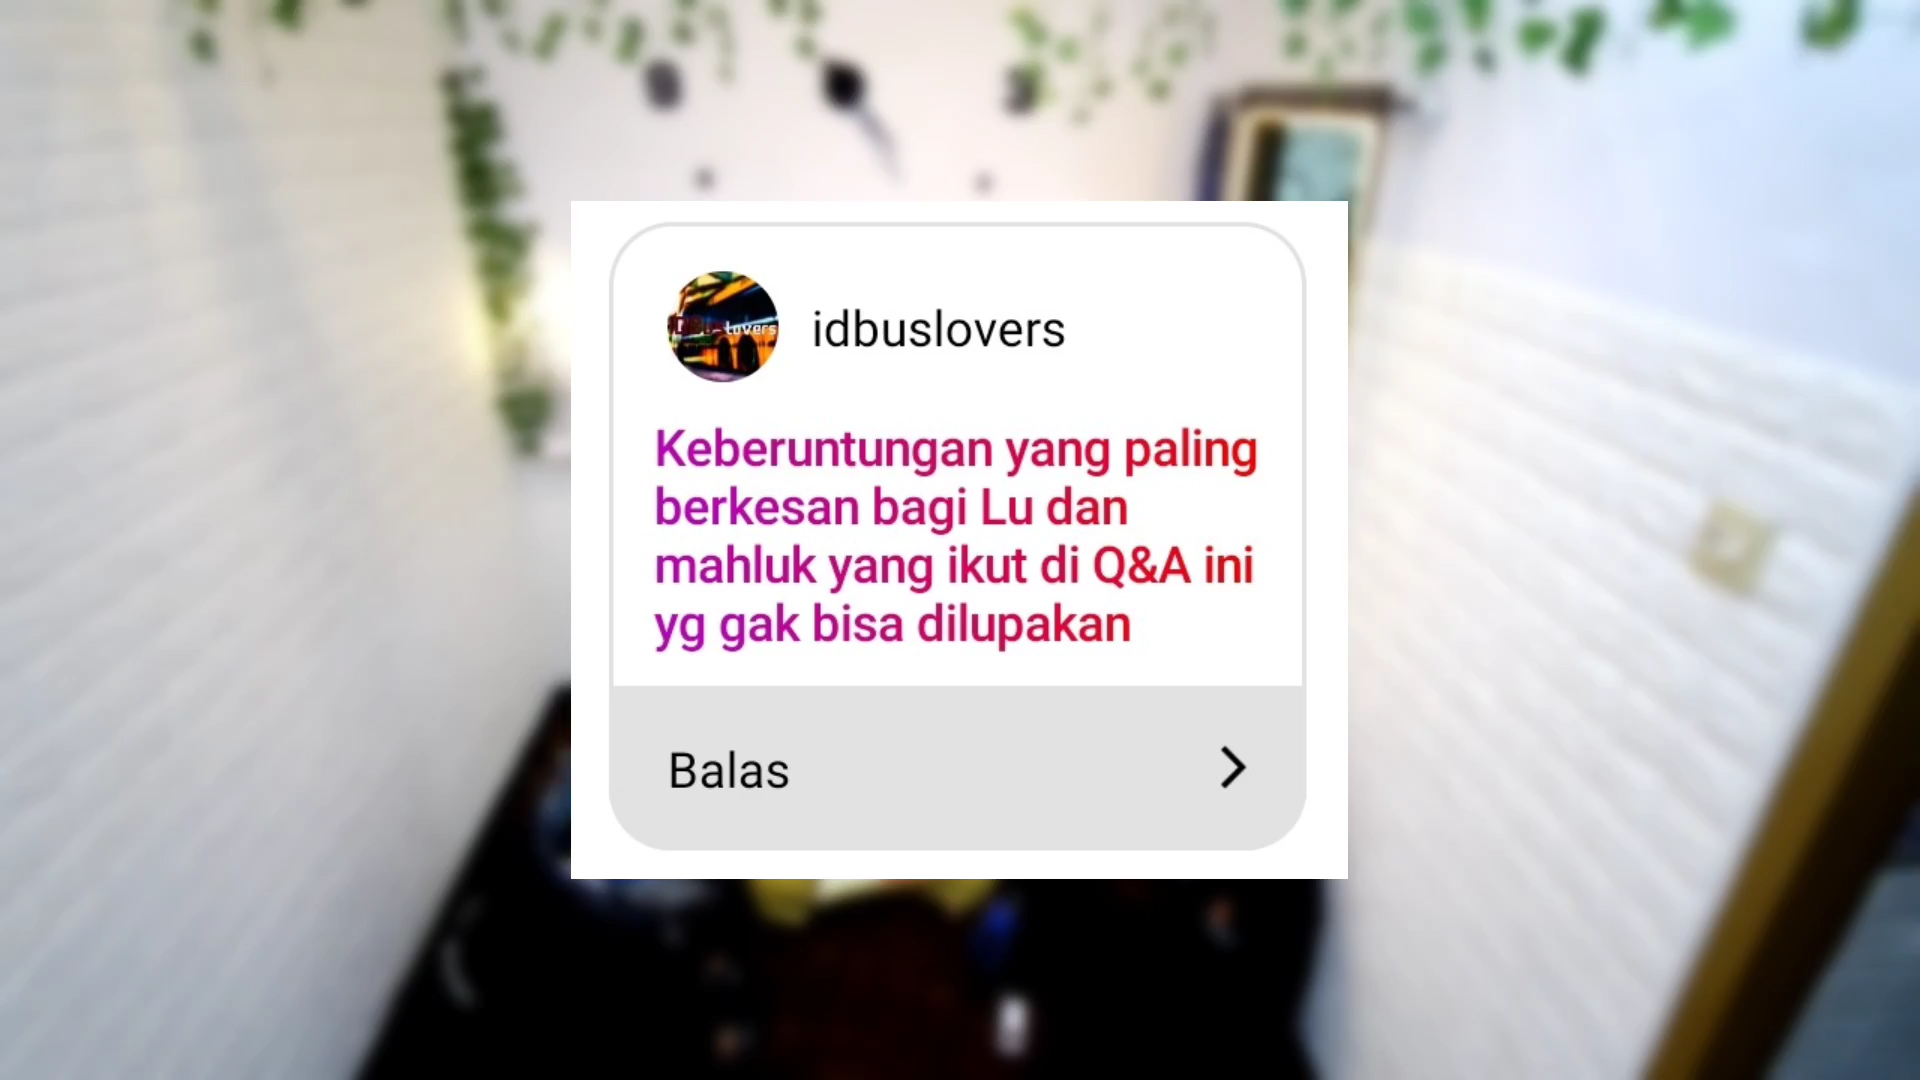 idbuslovers
Keberuntungan yang paling
berkesan bagi Lu dan
mahluk yang ikut di Q&A ini
yg gak bisa dilupakan
Balas